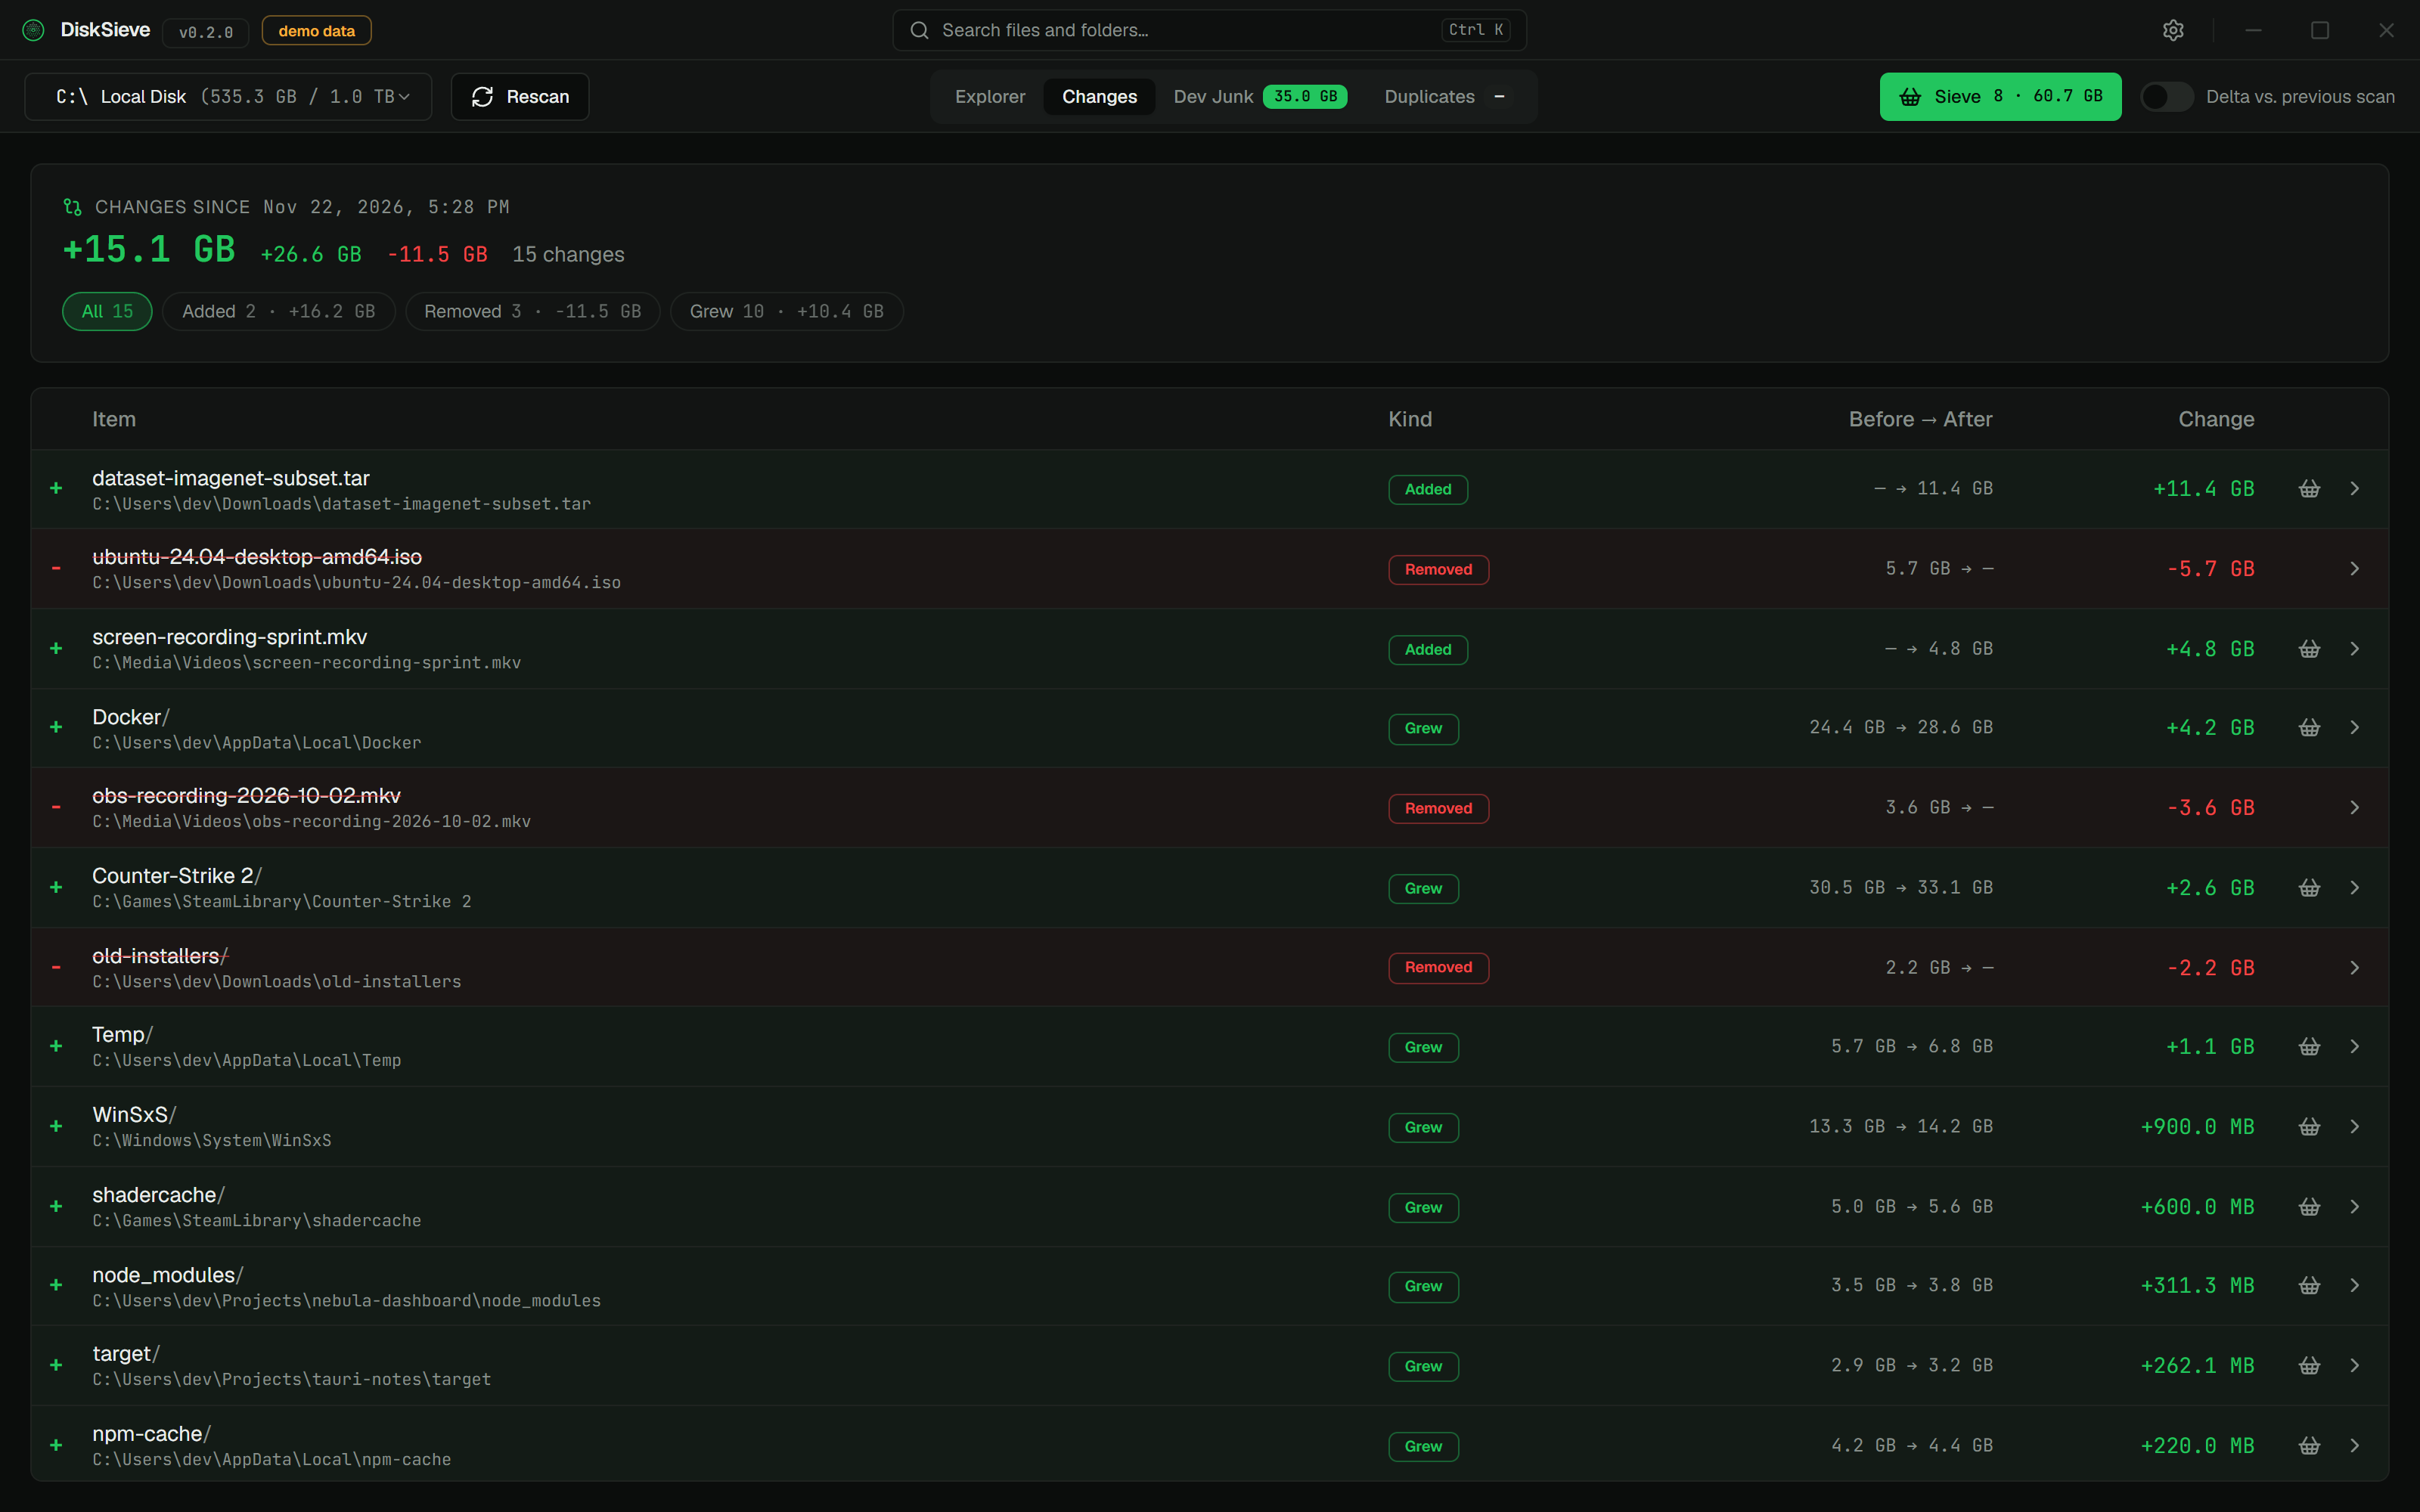 DiskSieve v0.2.0 demo data Search files and folders... Ctrl K
C:\ Local Disk (535.3 GB / 1.0 TB Rescan Explorer Changes Dev Junk 35.0 GB Duplicates – Sieve 8 · 60.7 GB Delta vs. previous scan
CHANGES SINCE Nov 22, 2026, 5:28 PM
+15.1 GB +26.6 GB -11.5 GB 15 changes
All 15 Added 2 · +16.2 GB Removed 3 · -11.5 GB Grew 10 · +10.4 GB
Item Kind Before → After Change
+ dataset-imagenet-subset.tar Added — → 11.4 GB +11.4 GB
C:\Users\dev\Downloads\dataset-imagenet-subset.tar
- ubuntu-24.04-desktop-amd64.iso Removed 5.7 GB → — -5.7 GB
C:\Users\dev\Downloads\ubuntu-24.04-desktop-amd64.iso
+ screen-recording-sprint.mkv Added — → 4.8 GB +4.8 GB
C:\Media\Videos\screen-recording-sprint.mkv
+ Docker/ Grew 24.4 GB → 28.6 GB +4.2 GB
C:\Users\dev\AppData\Local\Docker
- obs-recording-2026-10-02.mkv Removed 3.6 GB → — -3.6 GB
C:\Media\Videos\obs-recording-2026-10-02.mkv
+ Counter-Strike 2/ Grew 30.5 GB → 33.1 GB +2.6 GB
C:\Games\SteamLibrary\Counter-Strike 2
- old-installers/ Removed 2.2 GB → — -2.2 GB
C:\Users\dev\Downloads\old-installers
+ Temp/ Grew 5.7 GB → 6.8 GB +1.1 GB
C:\Users\dev\AppData\Local\Temp
+ WinSxS/ Grew 13.3 GB → 14.2 GB +900.0 MB
C:\Windows\System\WinSxS
+ shadercache/ Grew 5.0 GB → 5.6 GB +600.0 MB
C:\Games\SteamLibrary\shadercache
+ node_modules/ Grew 3.5 GB → 3.8 GB +311.3 MB
C:\Users\dev\Projects\nebula-dashboard\node_modules
+ target/ Grew 2.9 GB → 3.2 GB +262.1 MB
C:\Users\dev\Projects\tauri-notes\target
+ npm-cache/ Grew 4.2 GB → 4.4 GB +220.0 MB
C:\Users\dev\AppData\Local\npm-cache